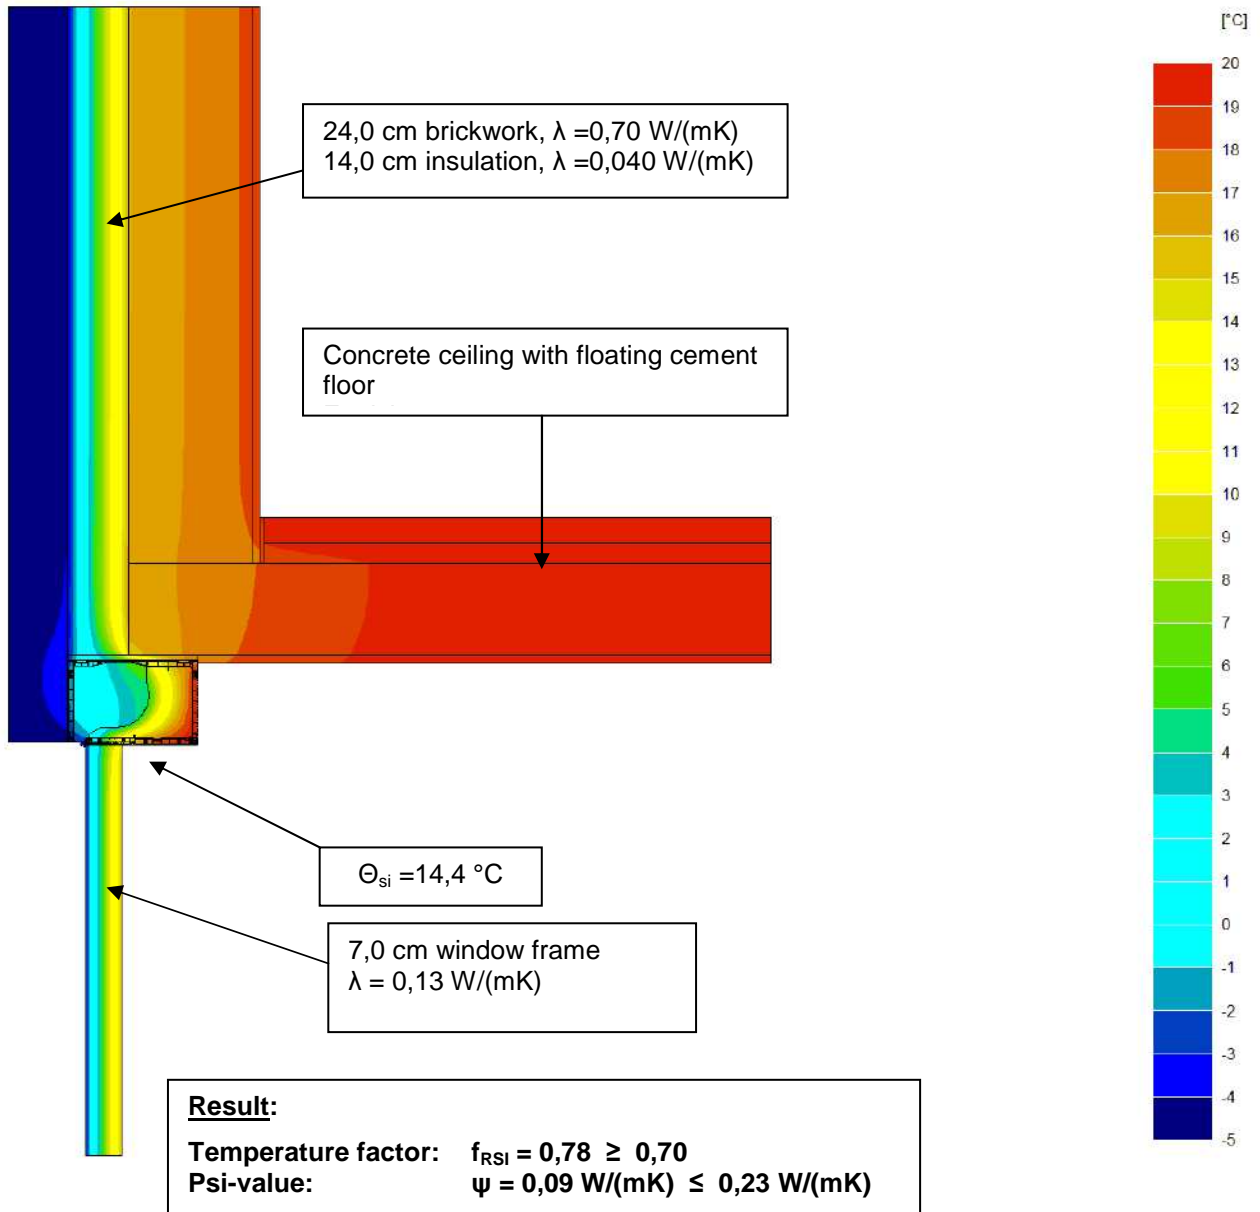 [°C]
20
19
18
17
16
15
14
13
12
11
10
9
8
7
6
5
4
3
2
1
0
-1
-2
-3
-4
-5
24,0 cm brickwork, λ =0,70 W/(mK)
14,0 cm insulation, λ =0,040 W/(mK)
Concrete ceiling with floating cement
floor
Θsi =14,4 °C
7,0 cm window frame
λ = 0,13 W/(mK)
Result:
Temperature factor: fRSI = 0,78 ≥ 0,70
Psi-value: ψ = 0,09 W/(mK) ≤ 0,23 W/(mK)